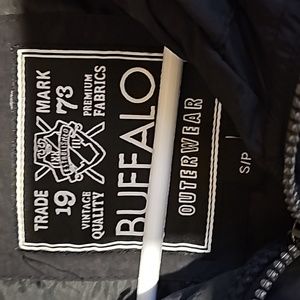 TRADE MARK
19 73
VINTAGE QUALITY
PREMIUM FABRICS
BUFFALO
OUTERWEAR
S/P